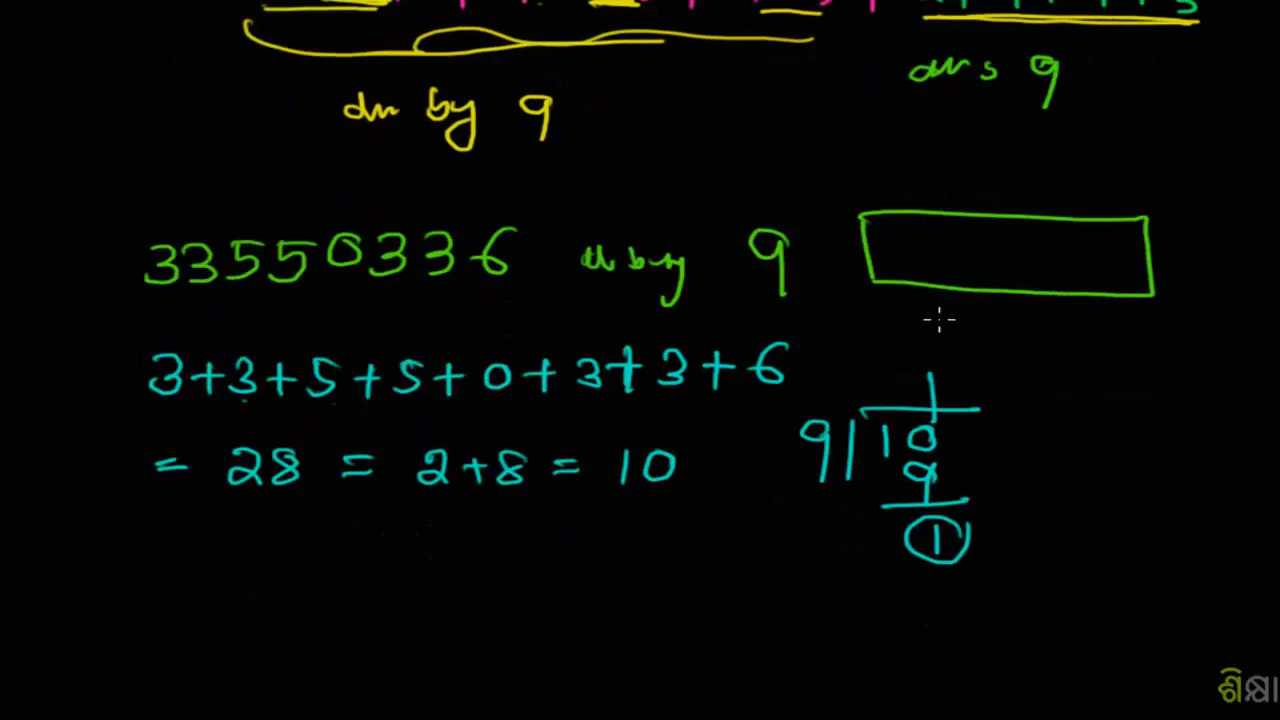 div by 9
divs 9
33550336 div by 9
3+3+5+5+0+3+3+6
= 28 = 2+8 = 10
1
9 10
9
1
ଶିକ୍ଷା